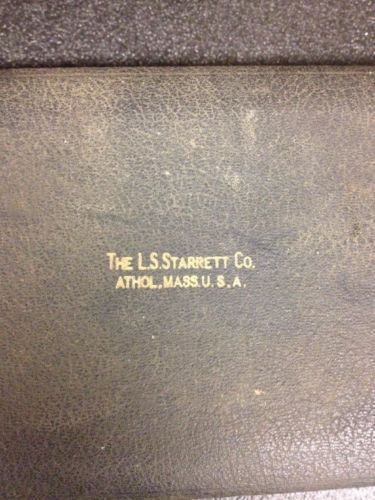 THE L.S. STARRETT CO.
ATHOL, MASS. U.S.A.